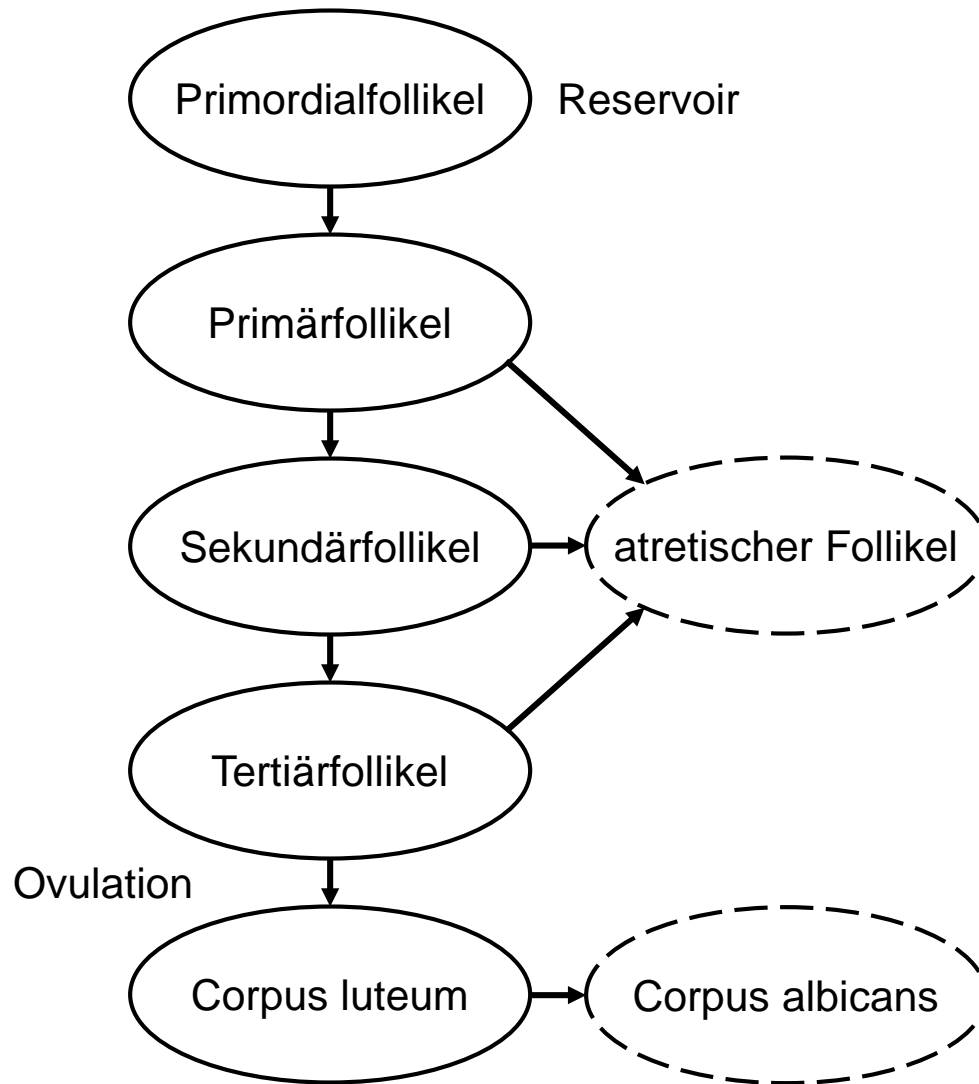 Primordialfollikel
Reservoir
Primärfollikel
Sekundärfollikel
atretischer Follikel
Tertiärfollikel
Ovulation
Corpus luteum
Corpus albicans